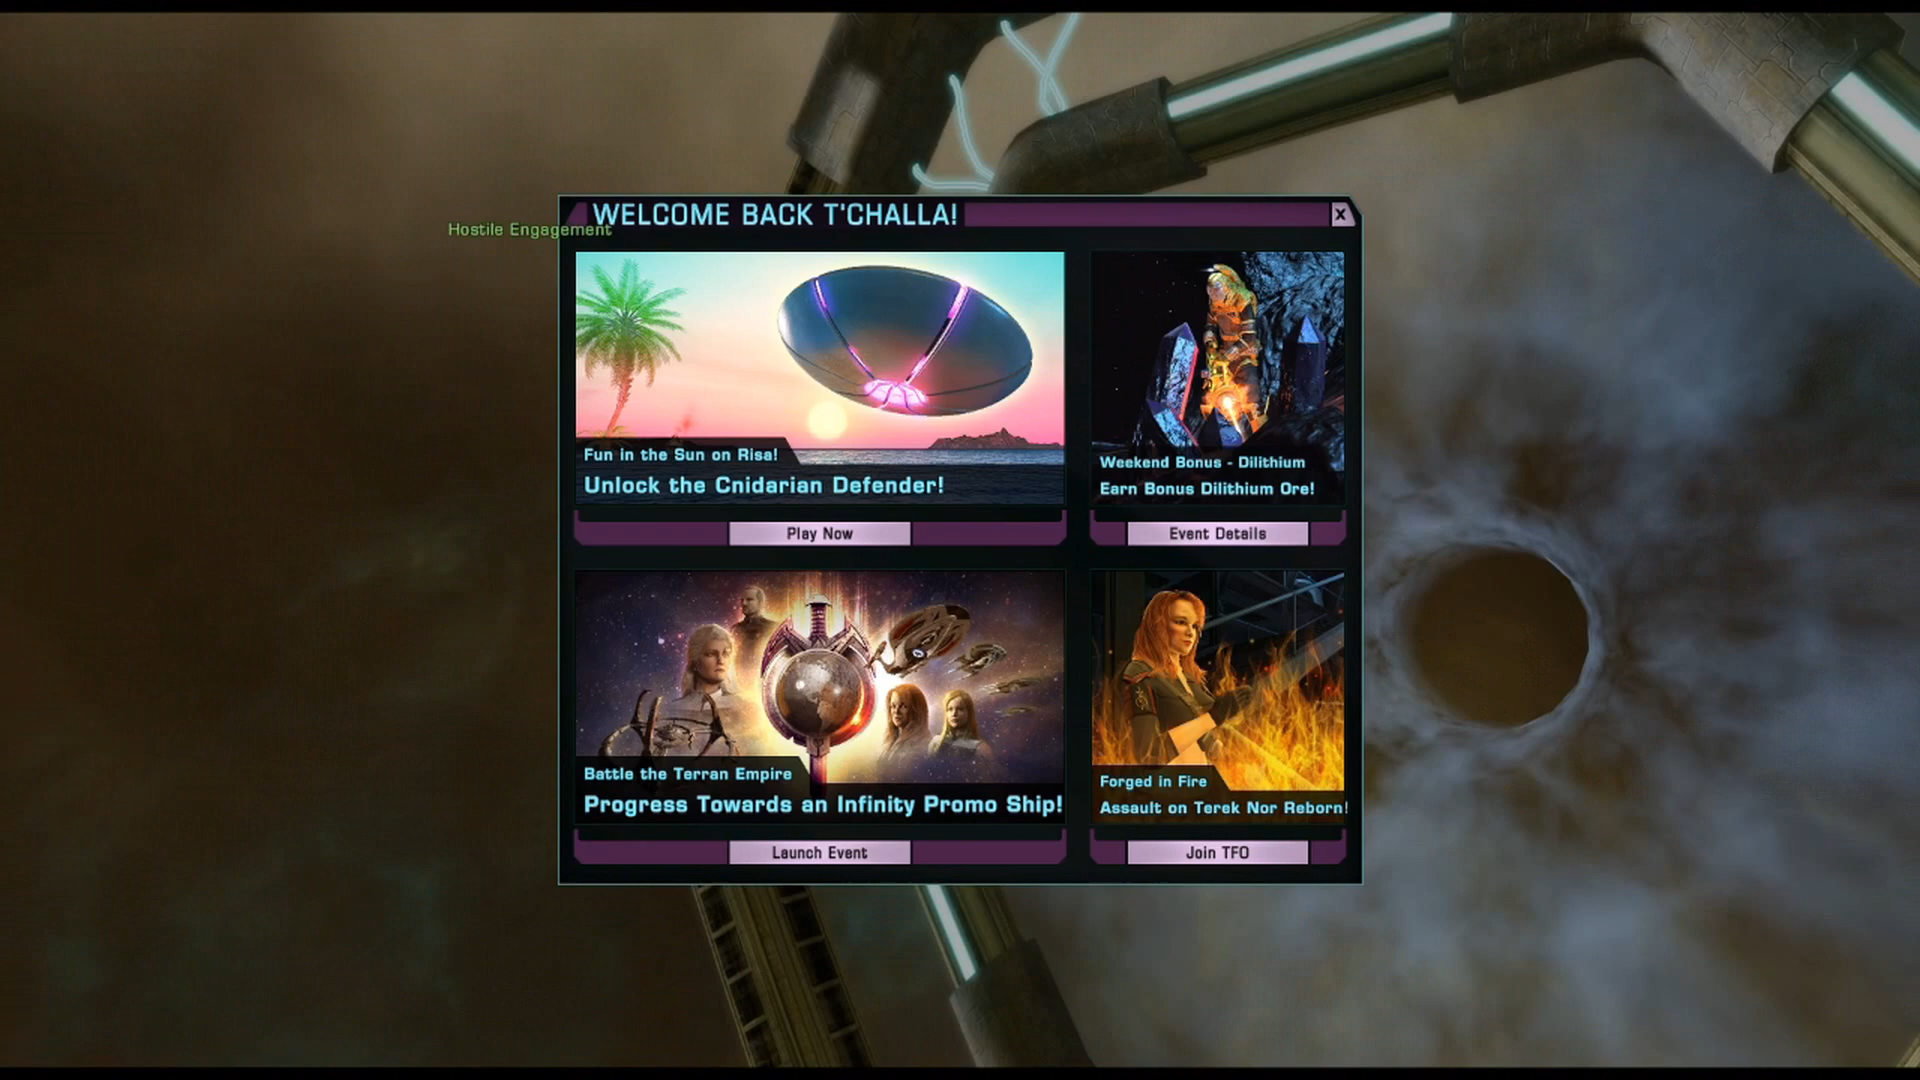 WELCOME BACK T'CHALLA!
X
Hostile Engagement
Fun in the Sun on Risa!
Unlock the Cnidarian Defender!
Play Now
Weekend Bonus - Dilithium
Earn Bonus Dilithium Ore!
Event Details
Battle the Terran Empire
Progress Towards an Infinity Promo Ship!
Launch Event
Forged in Fire
Assault on Terek Nor Reborn!
Join TFO